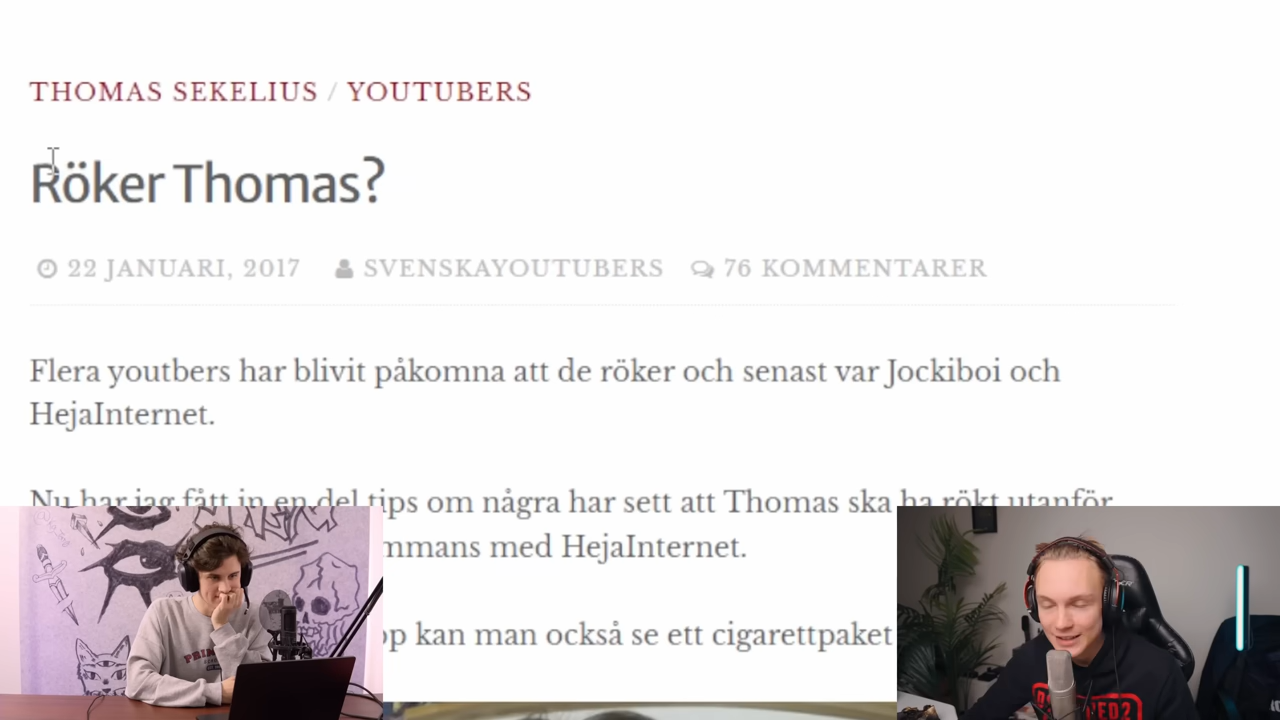 THOMAS SEKELIUS / YOUTUBERS
Röker Thomas?
22 JANUARI, 2017 SVENSKAYOUTUBERS 76 KOMMENTARER
Flera youtbers har blivit påkomna att de röker och senast var Jockiboi och
HejaInternet.
Nu har jag fått in en del tips om några har sett att Thomas ska ha rökt utanför
mmans med HejaInternet.
op kan man också se ett cigarettpaket